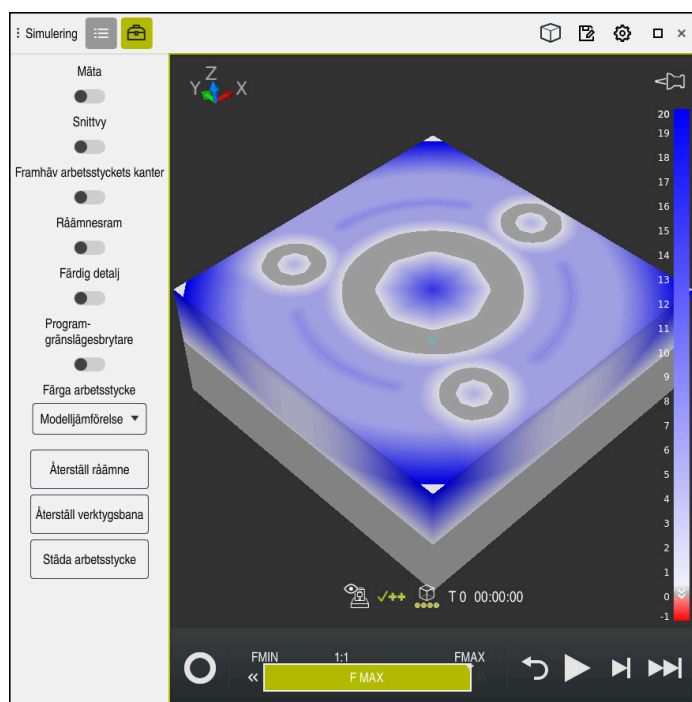 Simulering
Mäta
Snittvy
Framhäv arbetsstyckets kanter
Råämnesram
Färdig detalj
Program-
gränslägesbrytare
Färga arbetsstycke
Modelljämförelse
Återställ råämne
Återställ verktygsbana
Städa arbetsstycke
Z
Y X
20
19
18
17
16
15
14
13
12
11
10
9
8
7
6
5
4
3
2
1
0
-1
T 0 00:00:00
FMIN 1:1 FMAX
F MAX